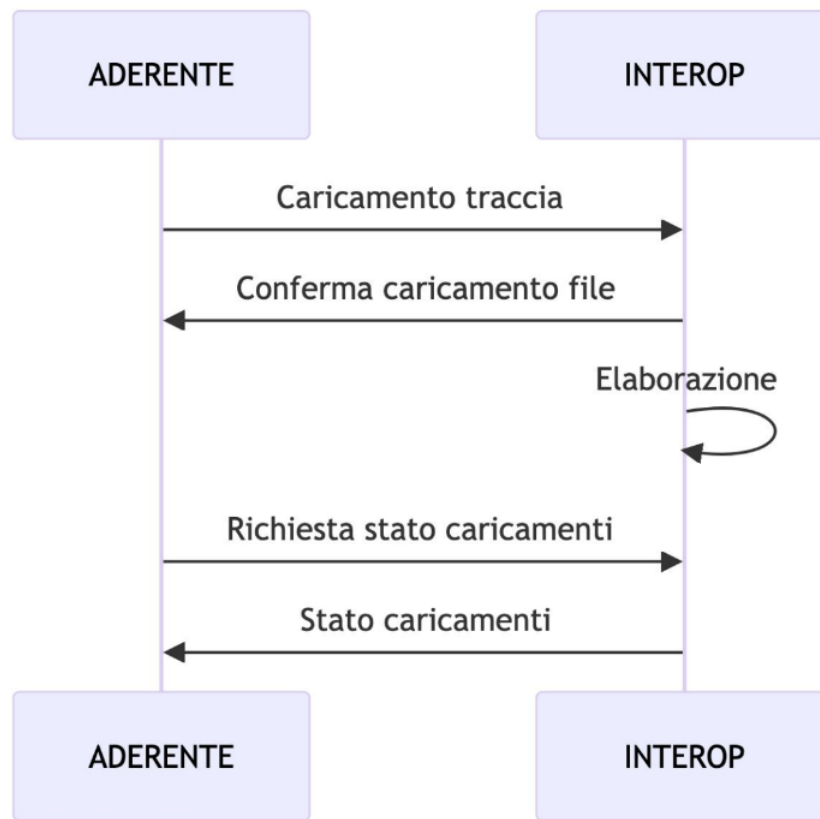 ADERENTE
INTEROP
Caricamento traccia
Conferma caricamento file
Elaborazione
Richiesta stato caricamenti
Stato caricamenti
ADERENTE
INTEROP